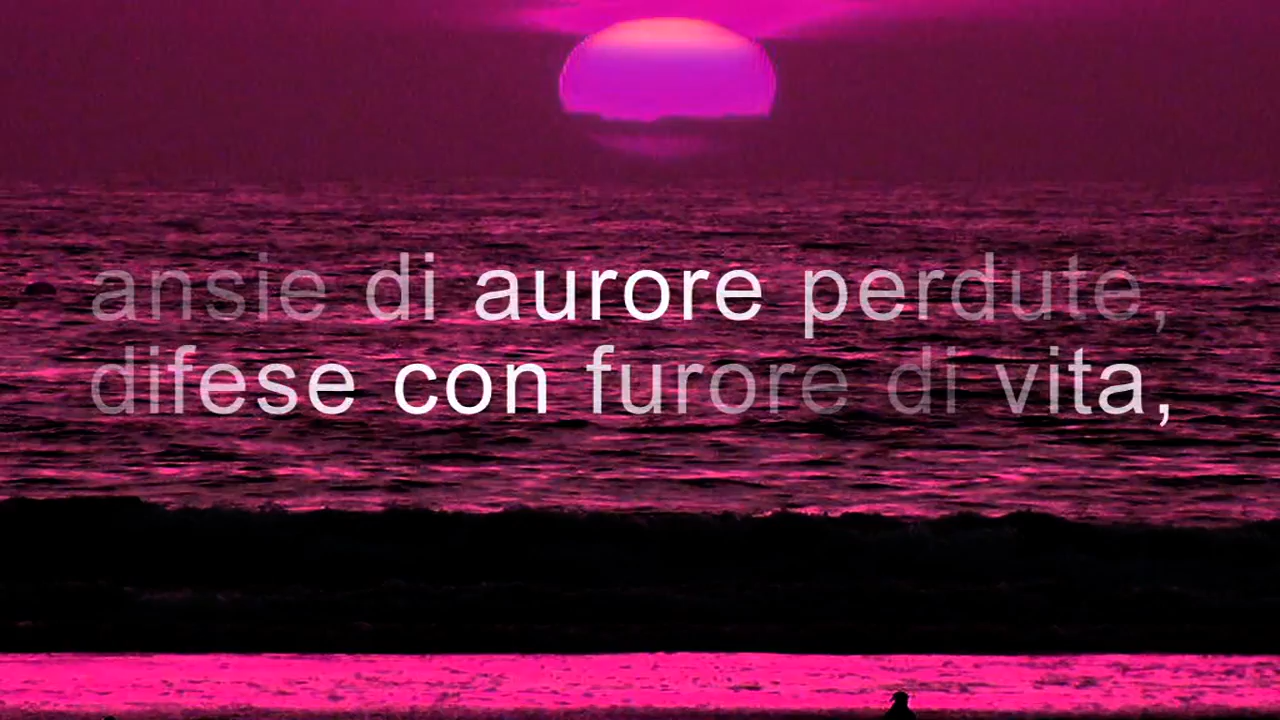 ansie di aurore perdute,
difese con furore di vita,